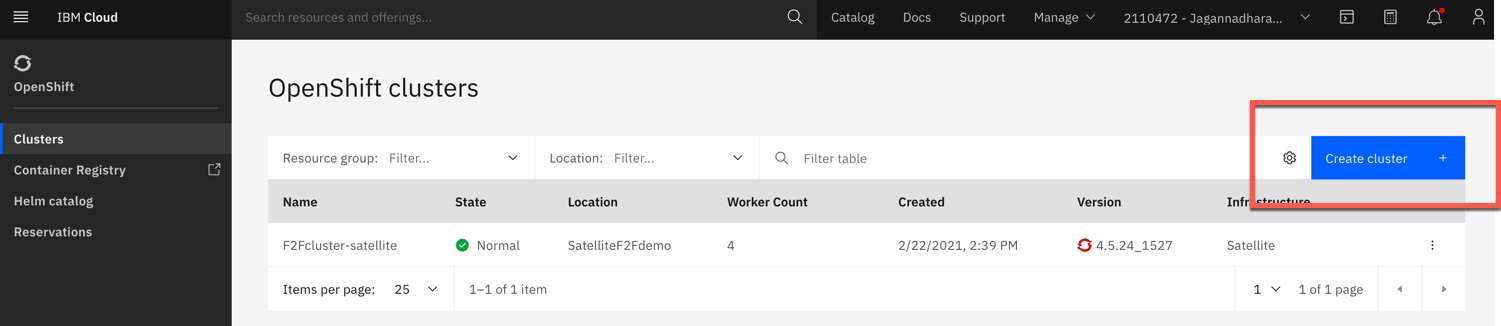 IBM Cloud
Search resources and offerings...
Catalog Docs Support Manage 2110472 - Jagannadhara...
OpenShift
Clusters
Container Registry
Helm catalog
Reservations
OpenShift clusters
Resource group: Filter... Location: Filter... Filter table Create cluster +
Name State Location Worker Count Created Version Infrastructure
F2Fcluster-satellite Normal SatelliteF2Fdemo 4 2/22/2021, 2:39 PM 4.5.24_1527 Satellite
Items per page: 25 1–1 of 1 item 1 1 of 1 page